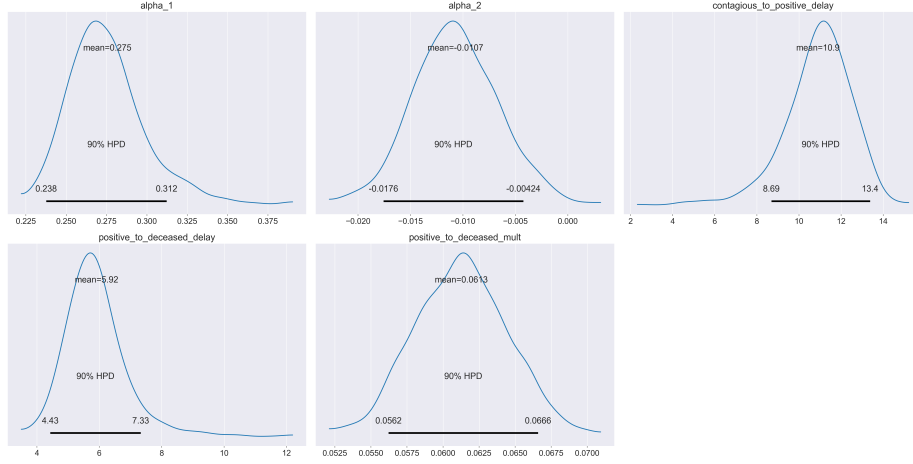 alpha_1
mean=0.275
90% HPD
0.238 0.312
0.225 0.250 0.275 0.300 0.325 0.350 0.375
alpha_2
mean=-0.0107
90% HPD
-0.0176 -0.00424
-0.020 -0.015 -0.010 -0.005 0.000
contagious_to_positive_delay
mean=10.9
90% HPD
8.69 13.4
2 4 6 8 10 12 14
positive_to_deceased_delay
mean=5.92
90% HPD
4.43 7.33
4 6 8 10 12
positive_to_deceased_mult
mean=0.0613
90% HPD
0.0562 0.0666
0.0525 0.0550 0.0575 0.0600 0.0625 0.0650 0.0675 0.0700